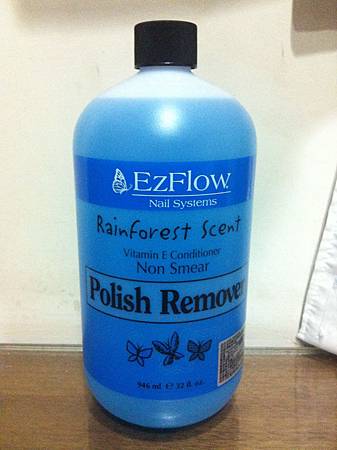 EzFlow®
Nail Systems
Rainforest Scent
Vitamin E Conditioner
Non Smear
Polish Remover
946 ml e 32 fl. oz.